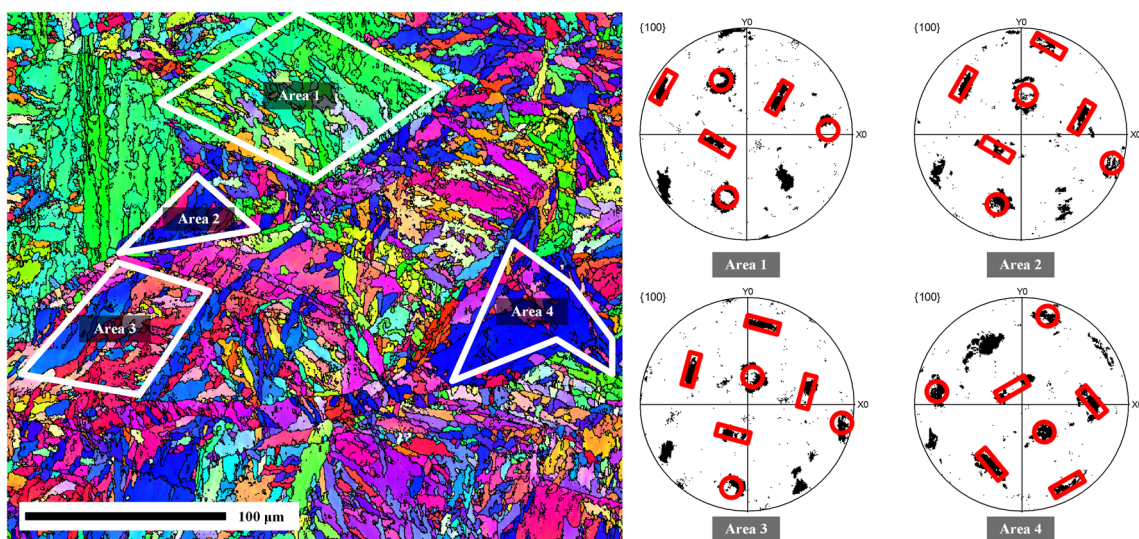 Area 1
Area 2
Area 3
Area 4
100 μm
{100}
Y0
X0
Area 1
{100}
Y0
X0
Area 2
{100}
Y0
X0
Area 3
{100}
Y0
X0
Area 4